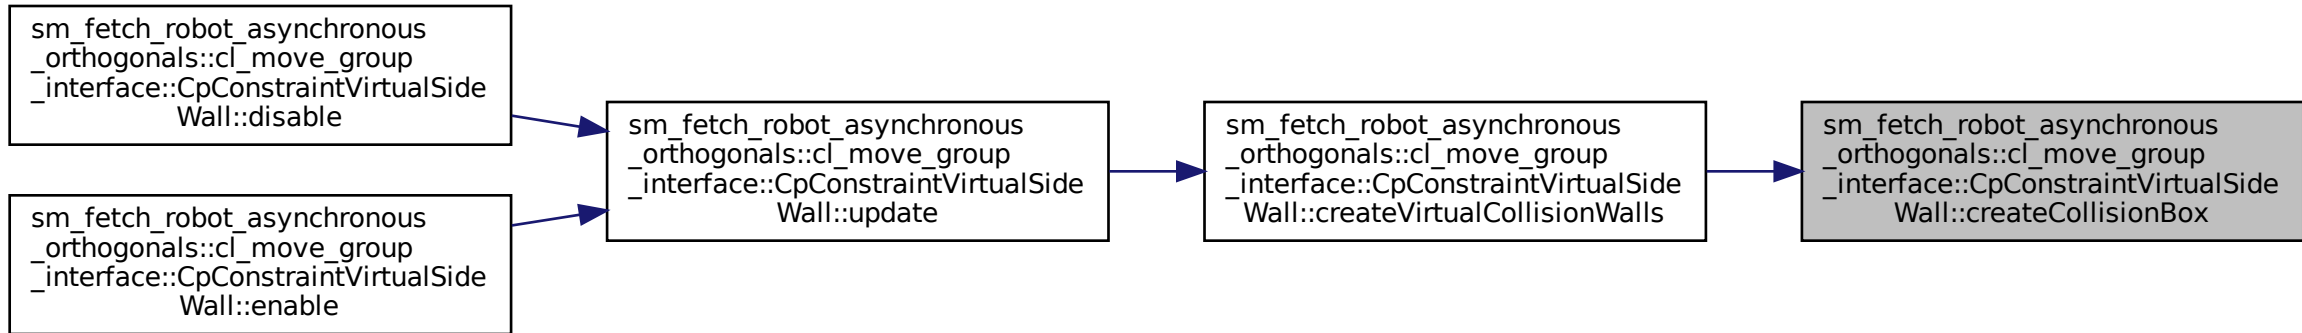 sm_fetch_robot_asynchronous
_orthogonals::cl_move_group
_interface::CpConstraintVirtualSide
Wall::disable
sm_fetch_robot_asynchronous
_orthogonals::cl_move_group
_interface::CpConstraintVirtualSide
Wall::enable
sm_fetch_robot_asynchronous
_orthogonals::cl_move_group
_interface::CpConstraintVirtualSide
Wall::update
sm_fetch_robot_asynchronous
_orthogonals::cl_move_group
_interface::CpConstraintVirtualSide
Wall::createVirtualCollisionWalls
sm_fetch_robot_asynchronous
_orthogonals::cl_move_group
_interface::CpConstraintVirtualSide
Wall::createCollisionBox